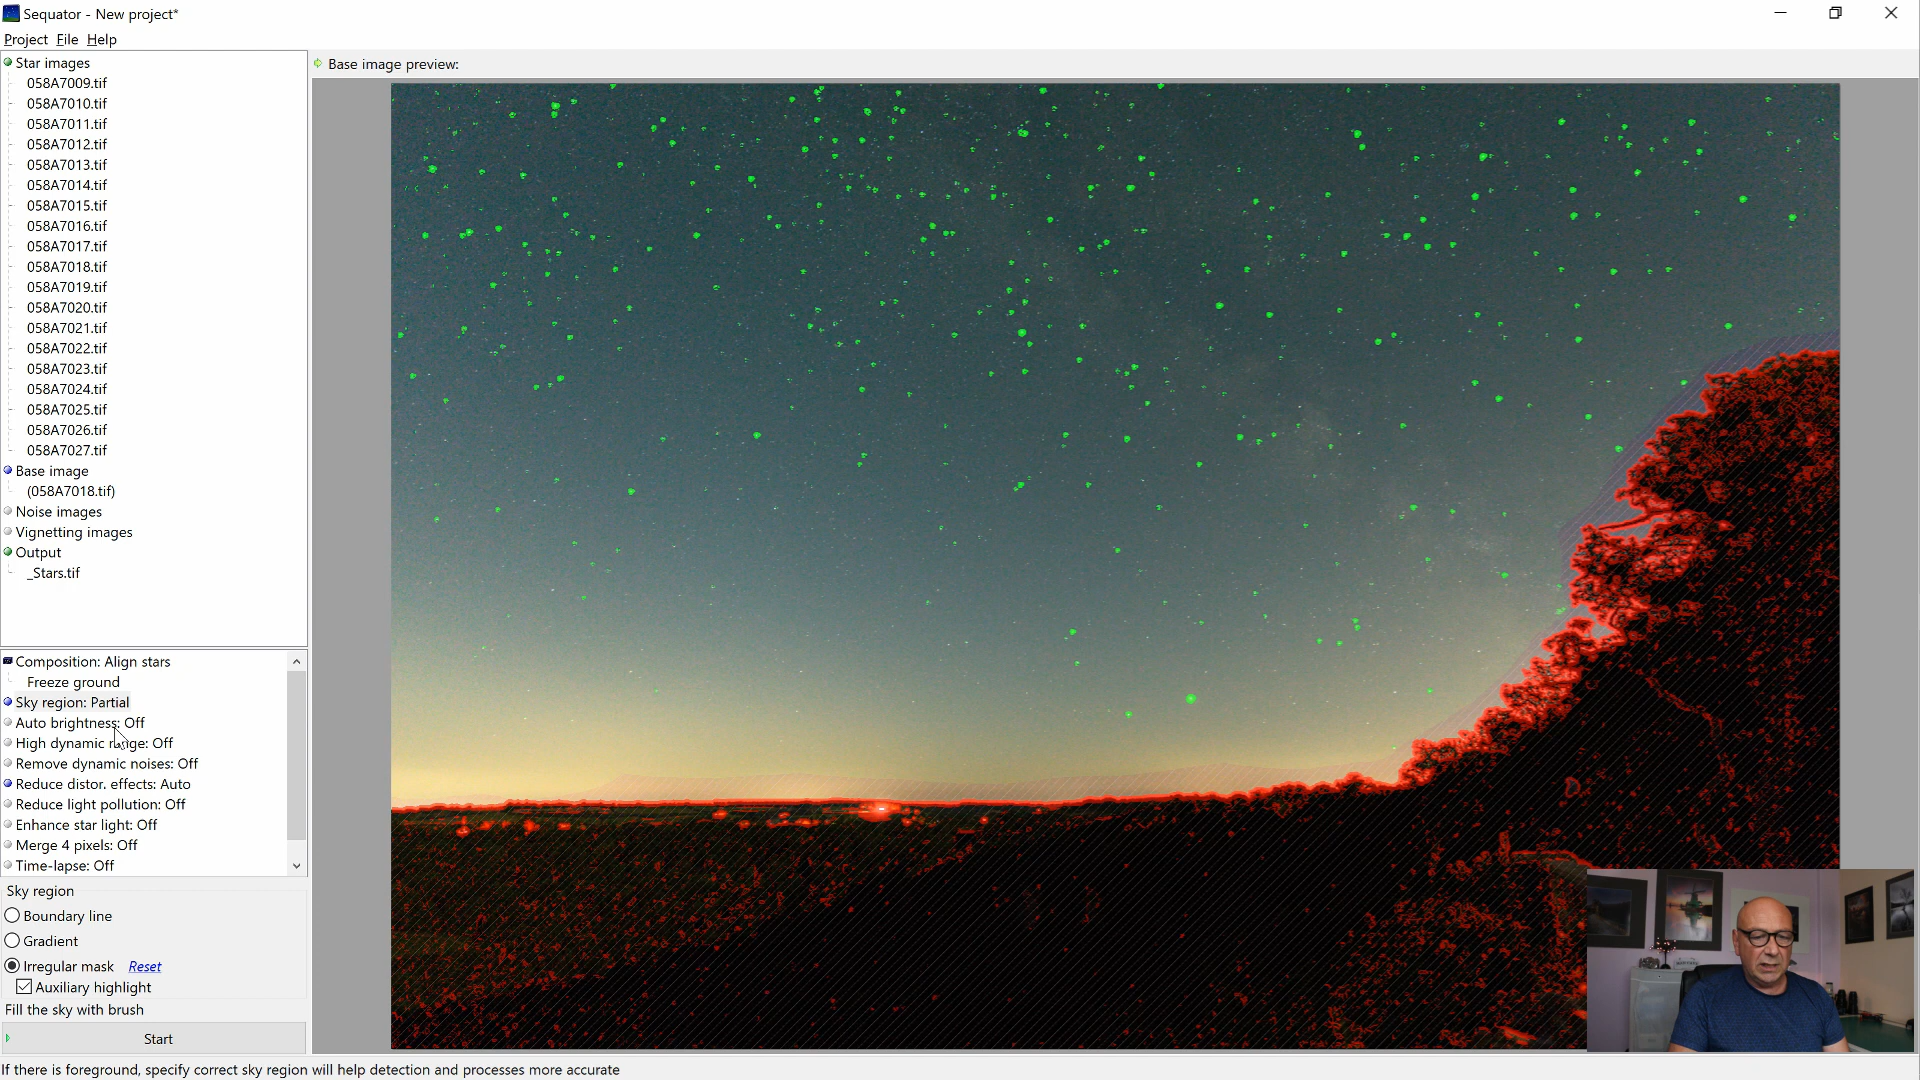 Sequator - New project*
Project File Help
Star images
058A7009.tif
058A7010.tif
058A7011.tif
058A7012.tif
058A7013.tif
058A7014.tif
058A7015.tif
058A7016.tif
058A7017.tif
058A7018.tif
058A7019.tif
058A7020.tif
058A7021.tif
058A7022.tif
058A7023.tif
058A7024.tif
058A7025.tif
058A7026.tif
058A7027.tif
Base image
(058A7018.tif)
Noise images
Vignetting images
Output
_Stars.tif
Base image preview:
Composition: Align stars
Freeze ground
Sky region: Partial
Auto brightness: Off
High dynamic range: Off
Remove dynamic noises: Off
Reduce distor. effects: Auto
Reduce light pollution: Off
Enhance star light: Off
Merge 4 pixels: Off
Time-lapse: Off
Sky region
Boundary line
Gradient
Irregular mask Reset
Auxiliary highlight
Fill the sky with brush
Start
If there is foreground, specify correct sky region will help detection and processes more accurate